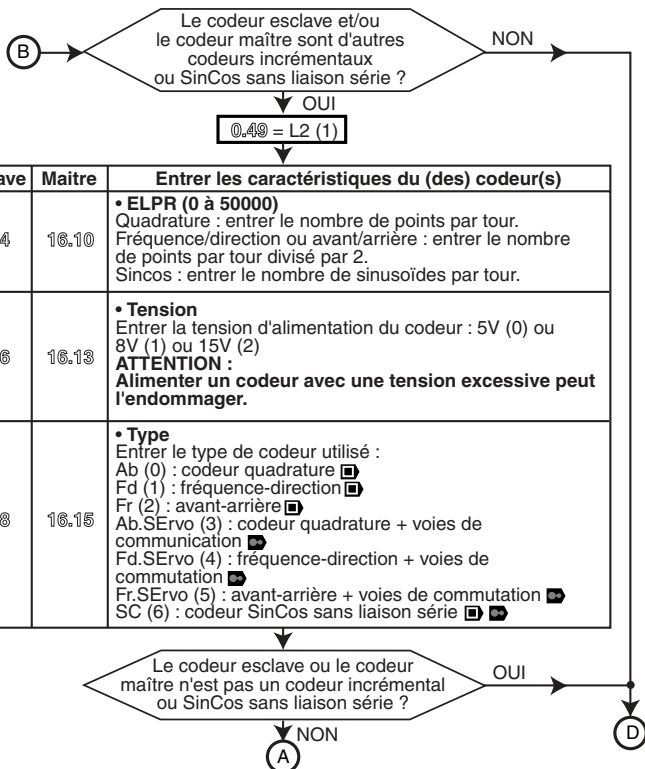 Le codeur esclave et/ou
le codeur maître sont d'autres
codeurs incrémentaux
ou SinCos sans liaison série ?
B
NON
OUI
0.49 = L2 (1)
ave Maitre Entrer les caractéristiques du (des) codeur(s)
4 16.10
• ELPR (0 à 50000)
Quadrature : entrer le nombre de points par tour.
Fréquence/direction ou avant/arrière : entrer le nombre
de points par tour divisé par 2.
Sincos : entrer le nombre de sinusoïdes par tour.
6 16.13
• Tension
Entrer la tension d'alimentation du codeur : 5V (0) ou
8V (1) ou 15V (2)
ATTENTION :
Alimenter un codeur avec une tension excessive peut
l'endommager.
8 16.15
• Type
Entrer le type de codeur utilisé :
Ab (0) : codeur quadrature
Fd (1) : fréquence-direction
Fr (2) : avant-arrière
Ab.SErvo (3) : codeur quadrature + voies de
communication
Fd.SErvo (4) : fréquence-direction + voies de
commutation
Fr.SErvo (5) : avant-arrière + voies de commutation
SC (6) : codeur SinCos sans liaison série
Le codeur esclave ou le codeur
maître n'est pas un codeur incrémental
ou SinCos sans liaison série ?
OUI
D
NON
A